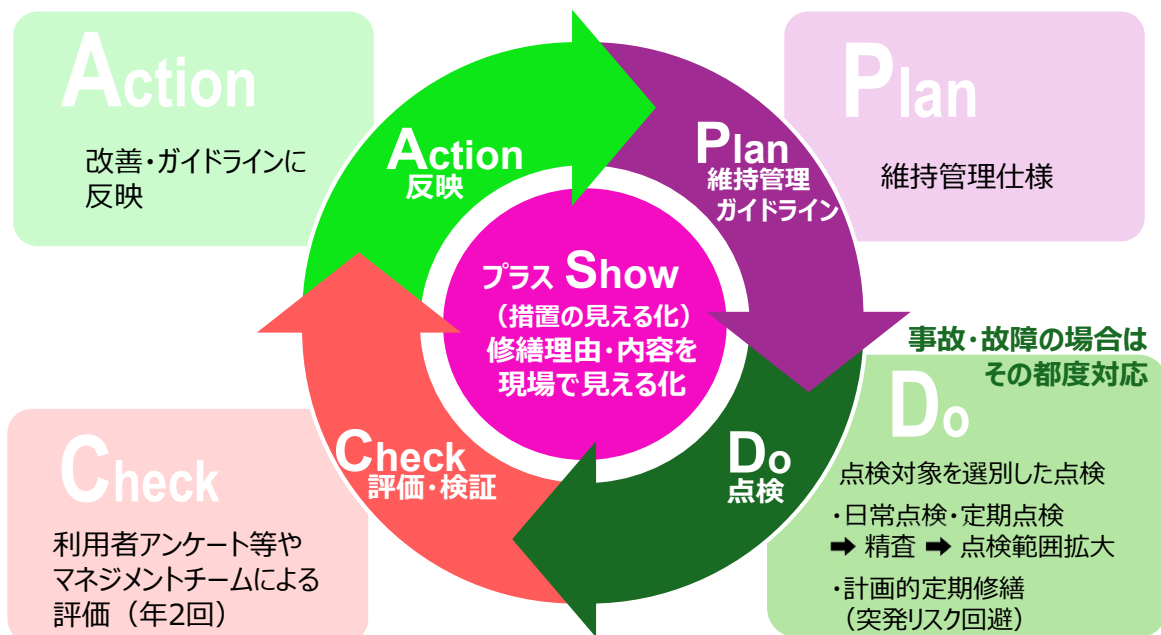 Action
改善・ガイドラインに
反映
Plan
維持管理仕様
Action
反映
Plan
維持管理
ガイドライン
プラス Show
（措置の見える化）
修繕理由・内容を
現場で見える化
Check
評価・検証
Do
点検
事故・故障の場合は
その都度対応
Check
利用者アンケート等や
マネジメントチームによる
評価（年2回）
Do
点検対象を選別した点検
・日常点検・定期点検
➡ 精査 ➡ 点検範囲拡大
・計画的定期修繕
（突発リスク回避）